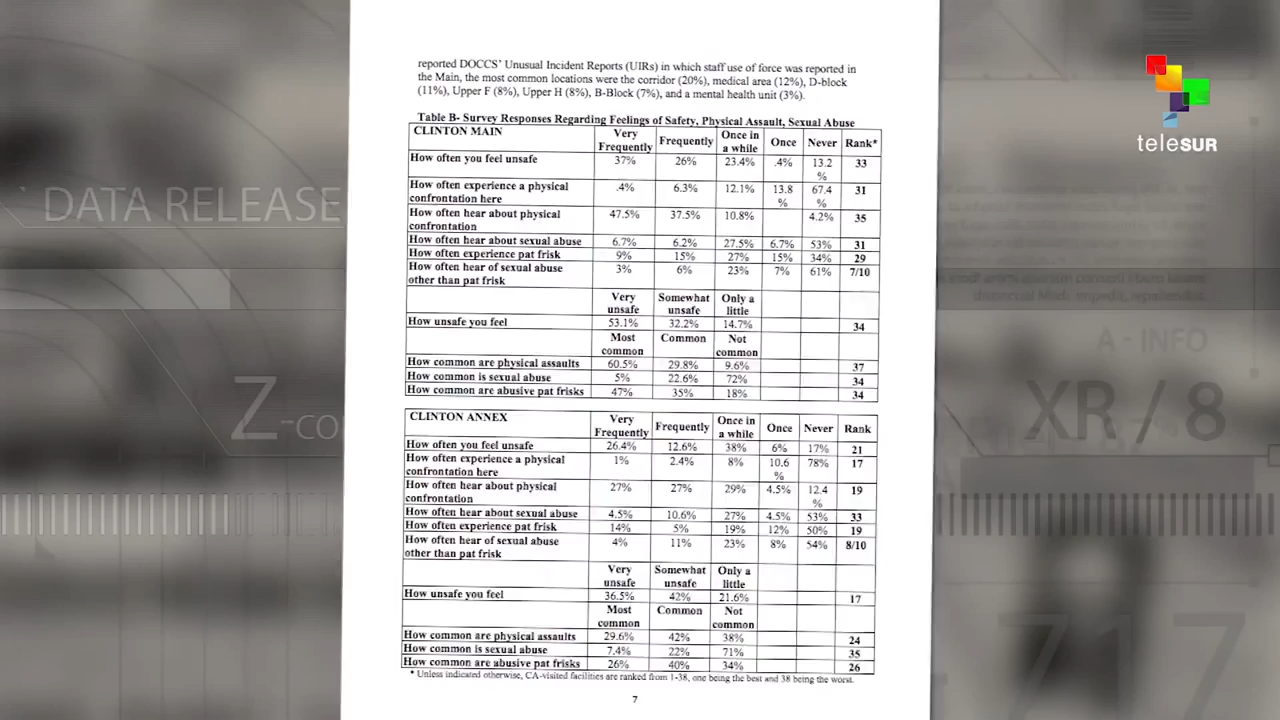 reported DOCCS' Unusual Incident Reports (UIRs) in which staff use of force was reported in
the Main, the most common locations were the corridor (20%), medical area (12%), D-block
(11%), Upper F (8%), Upper H (8%), B-Block (7%), and a mental health unit (3%).
Table B- Survey Responses Regarding Feelings of Safety, Physical Assault, Sexual Abuse
CLINTON MAIN Very Frequently Frequently Once in a while Once Never Rank*
How often you feel unsafe 37% 26% 23.4% .4% 13.2 % 33
How often experience a physical confrontation here .4% 6.3% 12.1% 13.8 % 67.4 % 31
How often hear about physical confrontation 47.5% 37.5% 10.8% 4.2% 35
How often hear about sexual abuse 6.7% 6.2% 27.5% 6.7% 53% 31
How often experience pat frisk 9% 15% 27% 15% 34% 29
How often hear of sexual abuse other than pat frisk 3% 6% 23% 7% 61% 7/10
Very unsafe Somewhat unsafe Only a little
How unsafe you feel 53.1% 32.2% 14.7% 34
Most common Common Not common
How common are physical assaults 60.5% 29.8% 9.6% 37
How common is sexual abuse 5% 22.6% 72% 34
How common are abusive pat frisks 47% 35% 18% 34
CLINTON ANNEX Very Frequently Frequently Once in a while Once Never Rank
How often you feel unsafe 26.4% 12.6% 38% 6% 17% 21
How often experience a physical confrontation here 1% 2.4% 8% 10.6 % 78% 17
How often hear about physical confrontation 27% 27% 29% 4.5% 12.4 % 19
How often hear about sexual abuse 4.5% 10.6% 27% 4.5% 53% 33
How often experience pat frisk 14% 5% 19% 12% 50% 19
How often hear of sexual abuse other than pat frisk 4% 11% 23% 8% 54% 8/10
Very unsafe Somewhat unsafe Only a little
How unsafe you feel 36.5% 42% 21.6% 17
Most common Common Not common
How common are physical assaults 29.6% 42% 38% 24
How common is sexual abuse 7.4% 22% 71% 35
How common are abusive pat frisks 26% 40% 34% 26
* Unless indicated otherwise, CA-visited facilities are ranked from 1-38, one being the best and 38 being the worst.
7
teleSUR
DATA RELEASE
Z-CO
A - INFO
XR / 8
717